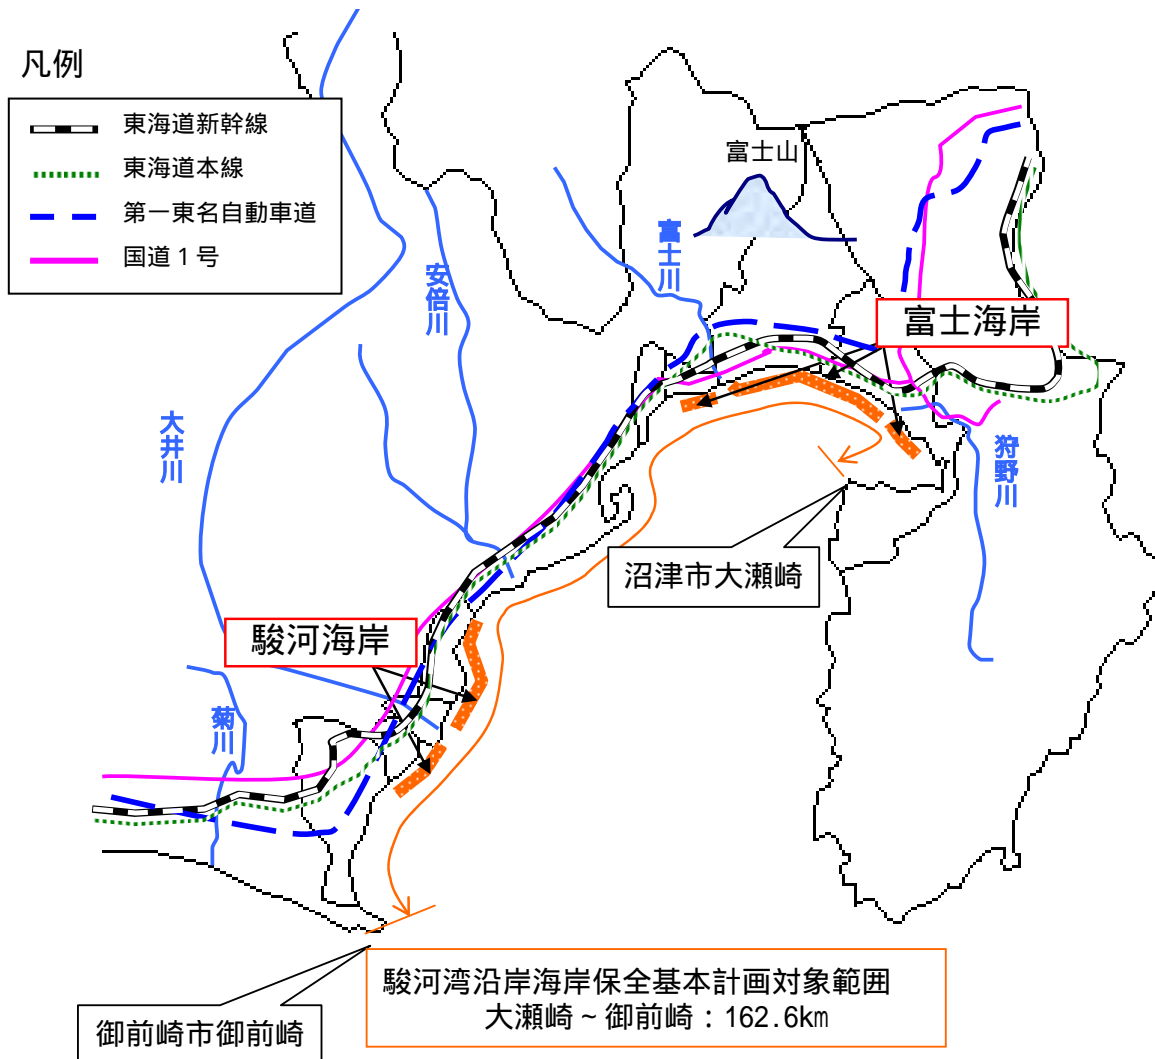 凡例
東海道新幹線
東海道本線
第一東名自動車道
国道１号
富士山
富士川
安倍川
富士海岸
大井川
狩野川
沼津市大瀬崎
駿河海岸
菊川
駿河湾沿岸海岸保全基本計画対象範囲
大瀬崎～御前崎：162.6km
御前崎市御前崎